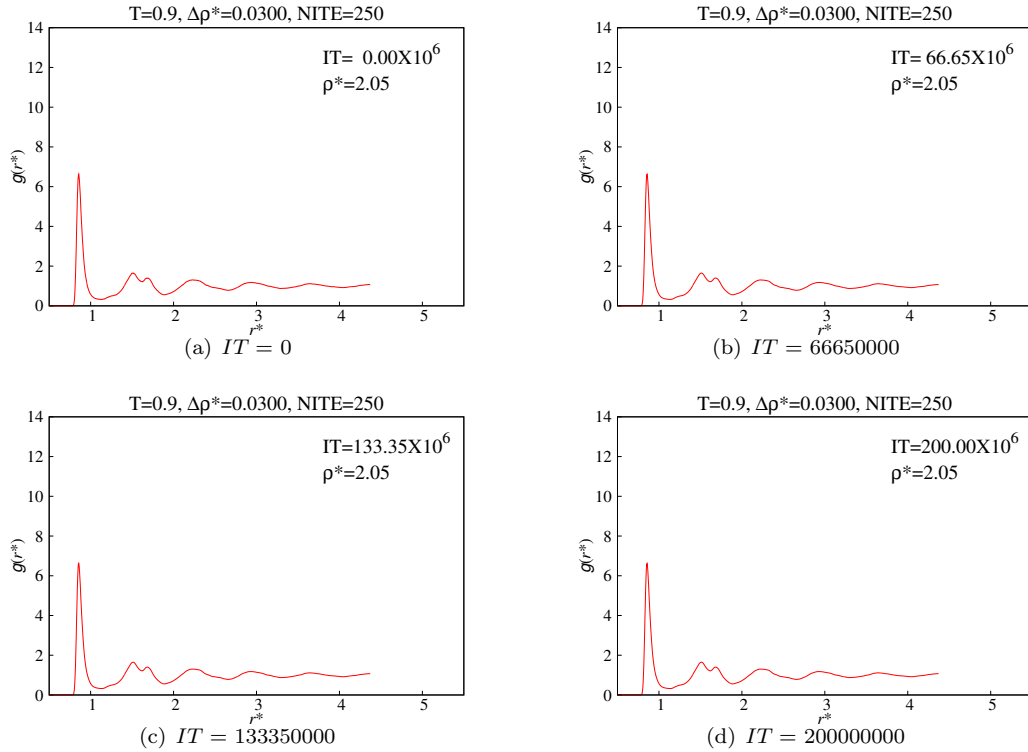 T=0.9, Δρ*=0.0300, NITE=250
14
12
10
8
6
4
2
0
g(r*)
IT= 0.00X10^6
ρ*=2.05
1 2 3 4 5
r*
(a) IT = 0
T=0.9, Δρ*=0.0300, NITE=250
14
12
10
8
6
4
2
0
g(r*)
IT= 66.65X10^6
ρ*=2.05
1 2 3 4 5
r*
(b) IT = 66650000
T=0.9, Δρ*=0.0300, NITE=250
14
12
10
8
6
4
2
0
g(r*)
IT=133.35X10^6
ρ*=2.05
1 2 3 4 5
r*
(c) IT = 133350000
T=0.9, Δρ*=0.0300, NITE=250
14
12
10
8
6
4
2
0
g(r*)
IT=200.00X10^6
ρ*=2.05
1 2 3 4 5
r*
(d) IT = 200000000